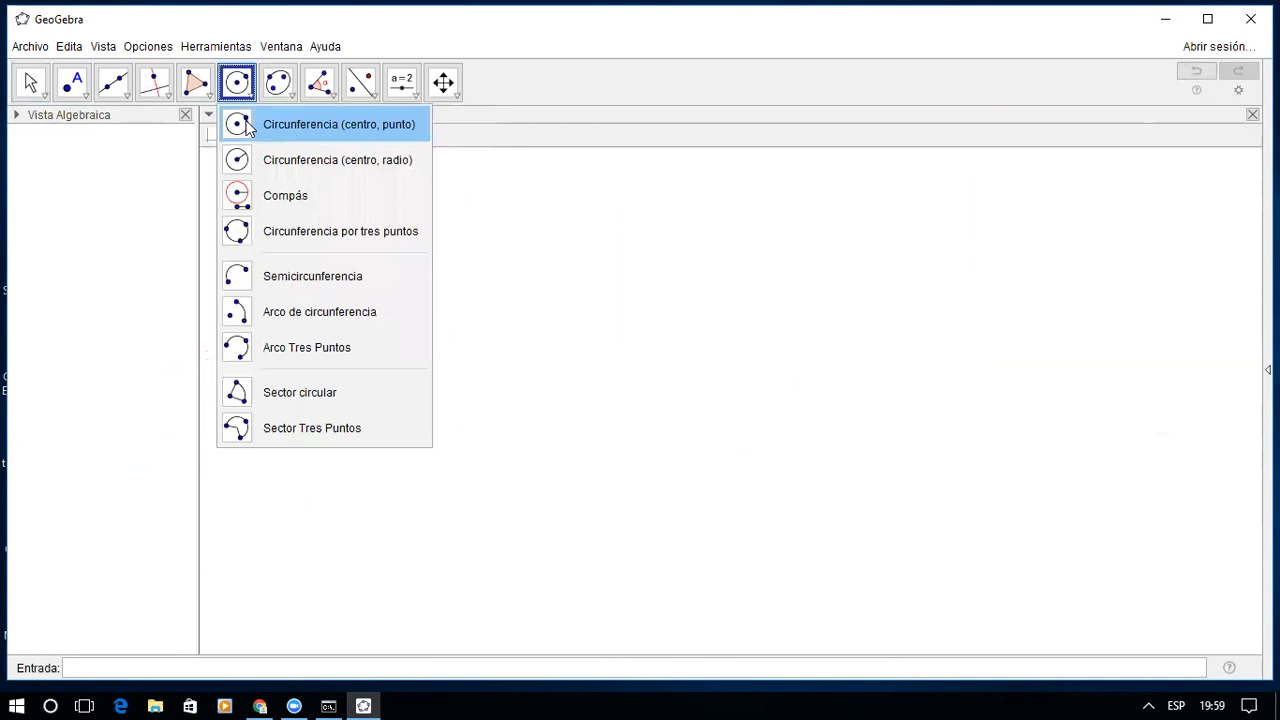 GeoGebra
Archivo Edita Vista Opciones Herramientas Ventana Ayuda
Abrir sesión...
A
α
a=2
Vista Algebraica
Circunferencia (centro, punto)
Circunferencia (centro, radio)
Compás
Circunferencia por tres puntos
Semicircunferencia
Arco de circunferencia
Arco Tres Puntos
Sector circular
Sector Tres Puntos
Entrada:
ESP 19:59